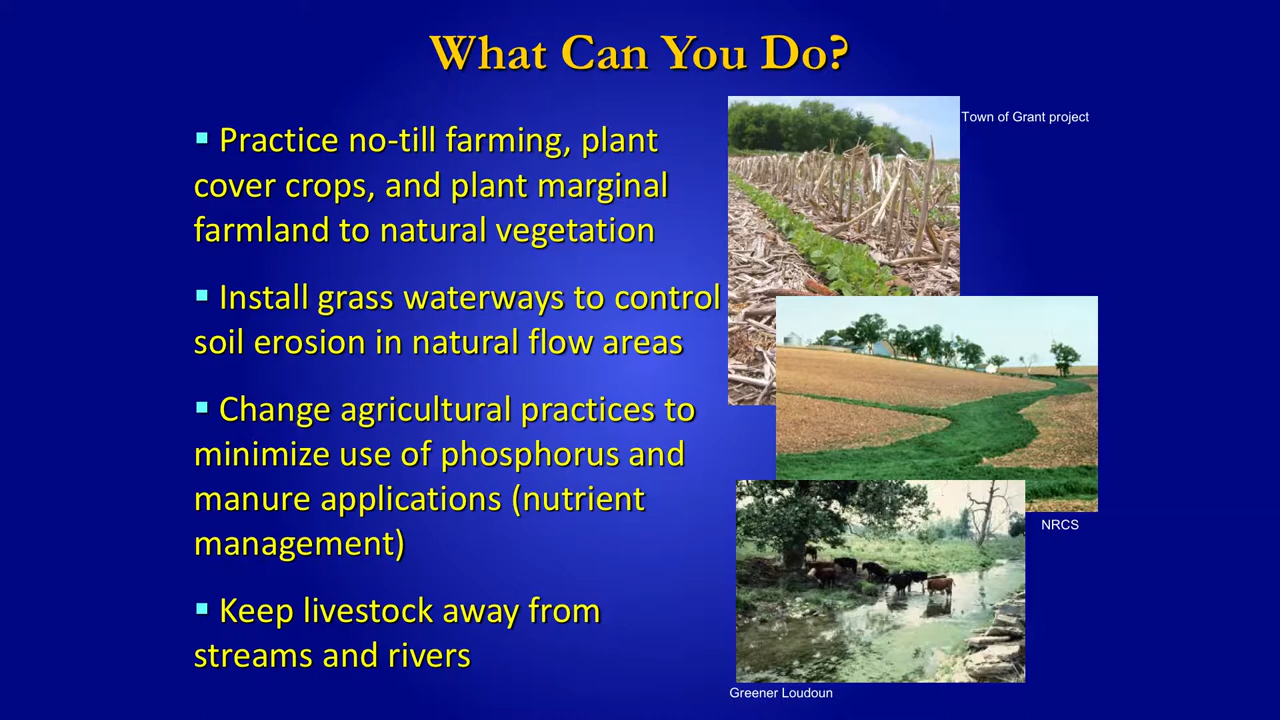 What Can You Do?
▪ Practice no-till farming, plant
cover crops, and plant marginal
farmland to natural vegetation
▪ Install grass waterways to control
soil erosion in natural flow areas
▪ Change agricultural practices to
minimize use of phosphorus and
manure applications (nutrient
management)
▪ Keep livestock away from
streams and rivers
Town of Grant project
NRCS
Greener Loudoun